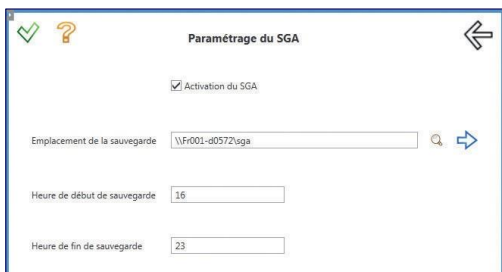 Paramétrage du SGA
Activation du SGA
Emplacement de la sauvegarde \\Fr001-d0572\sga
Heure de début de sauvegarde 16
Heure de fin de sauvegarde 23